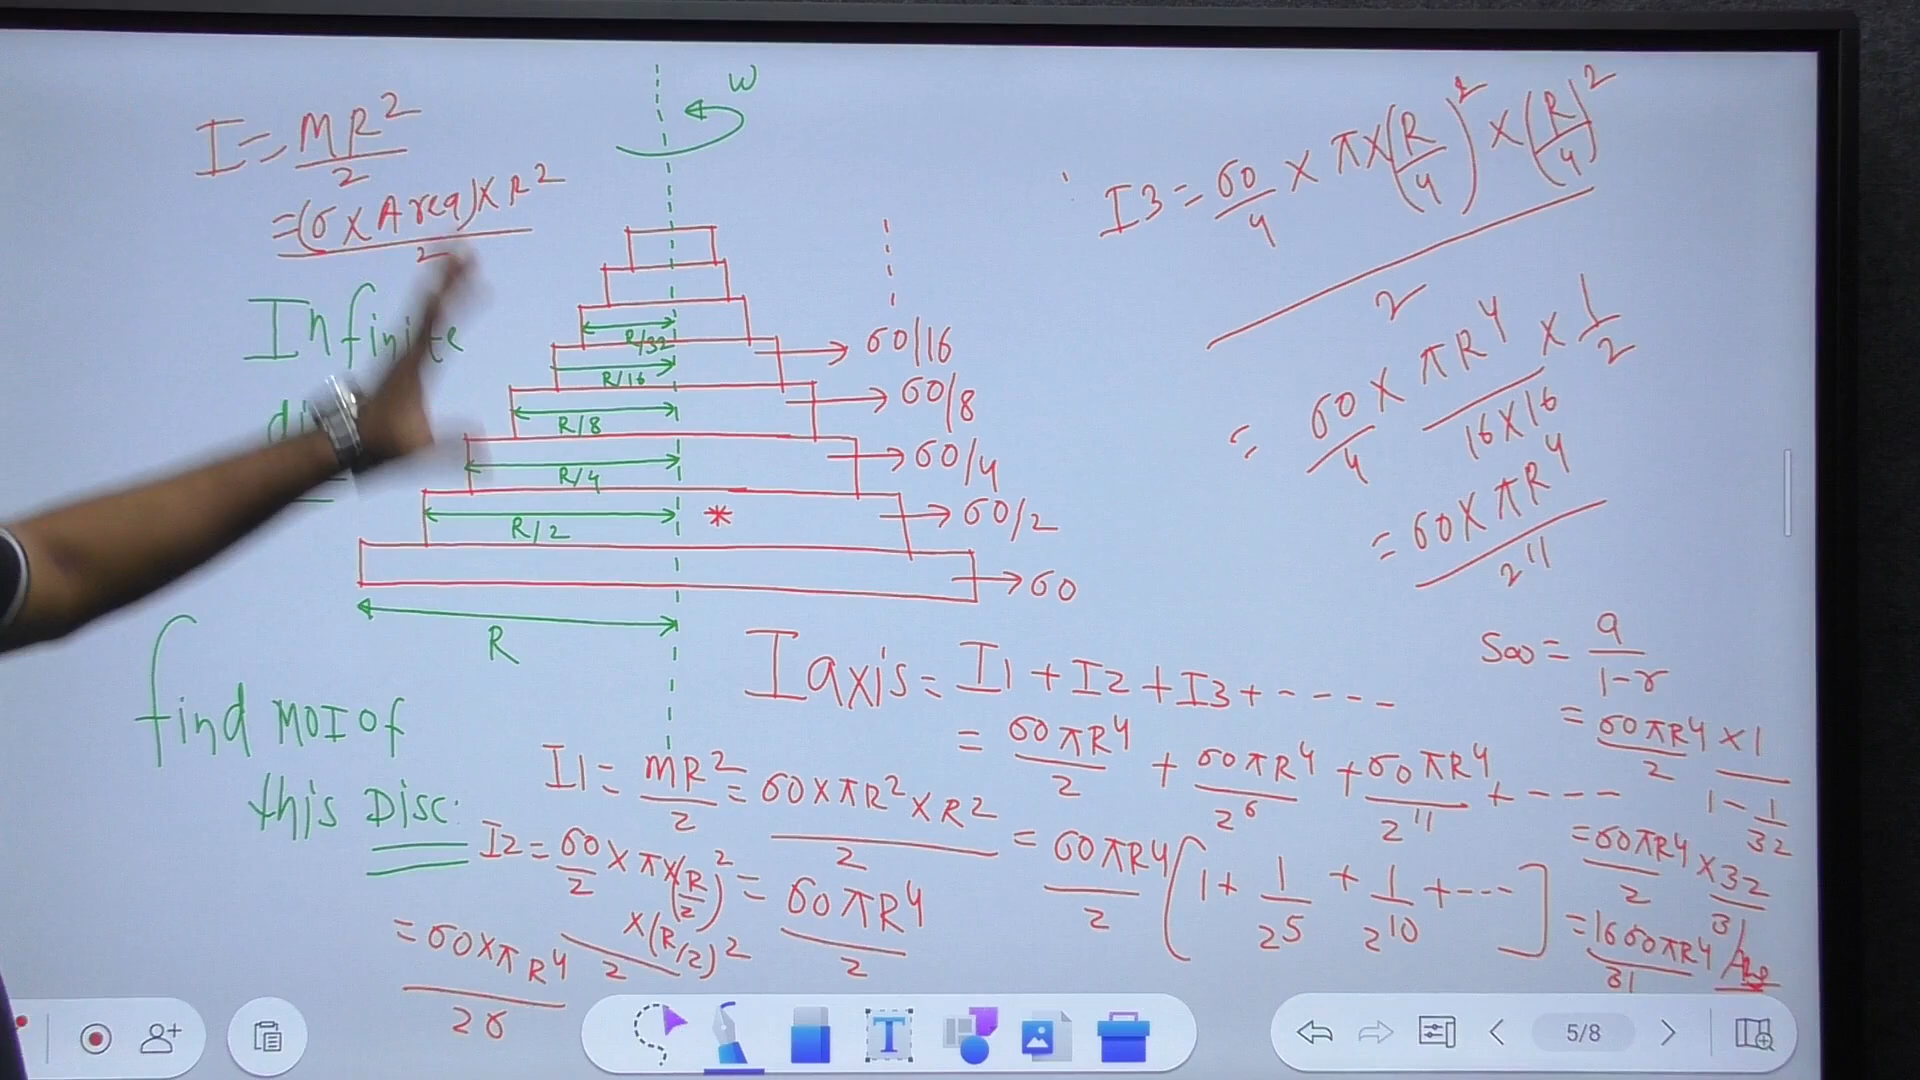 I = MR²/2
= (σ x Area) x R²/2
Infinite
ω
R/32
R/16
R/8
R/4
R/2
R
σ0/16
σ0/8
σ0/4
σ0/2
σ0
*
find MOI of
this Disc.
I axis = I1 + I2 + I3 + ----
= σ0πR⁴/2 + σ0πR⁴/2⁶ + σ0πR⁴/2¹¹ + ----
= σ0πR⁴/2 (1 + 1/2⁵ + 1/2¹⁰ + ---]
I1 = MR²/2 = σ0 x πR² x R²/2
= σ0πR⁴/2
I2 = σ0/2 x π x (R/2)² x (R/2)²/2
= σ0 x πR⁴/26
I3 = σ0/4 x π x (R/4)² x (R/4)²/2
= σ0/4 x πR⁴/16x16 x 1/2
= σ0 x πR⁴/2¹¹
S∞ = a/1-r
= σ0πR⁴/2 x 1/1-1/32
= σ0πR⁴/2 x 32/31
= 16σ0πR⁴/31 Ans
T
5/8